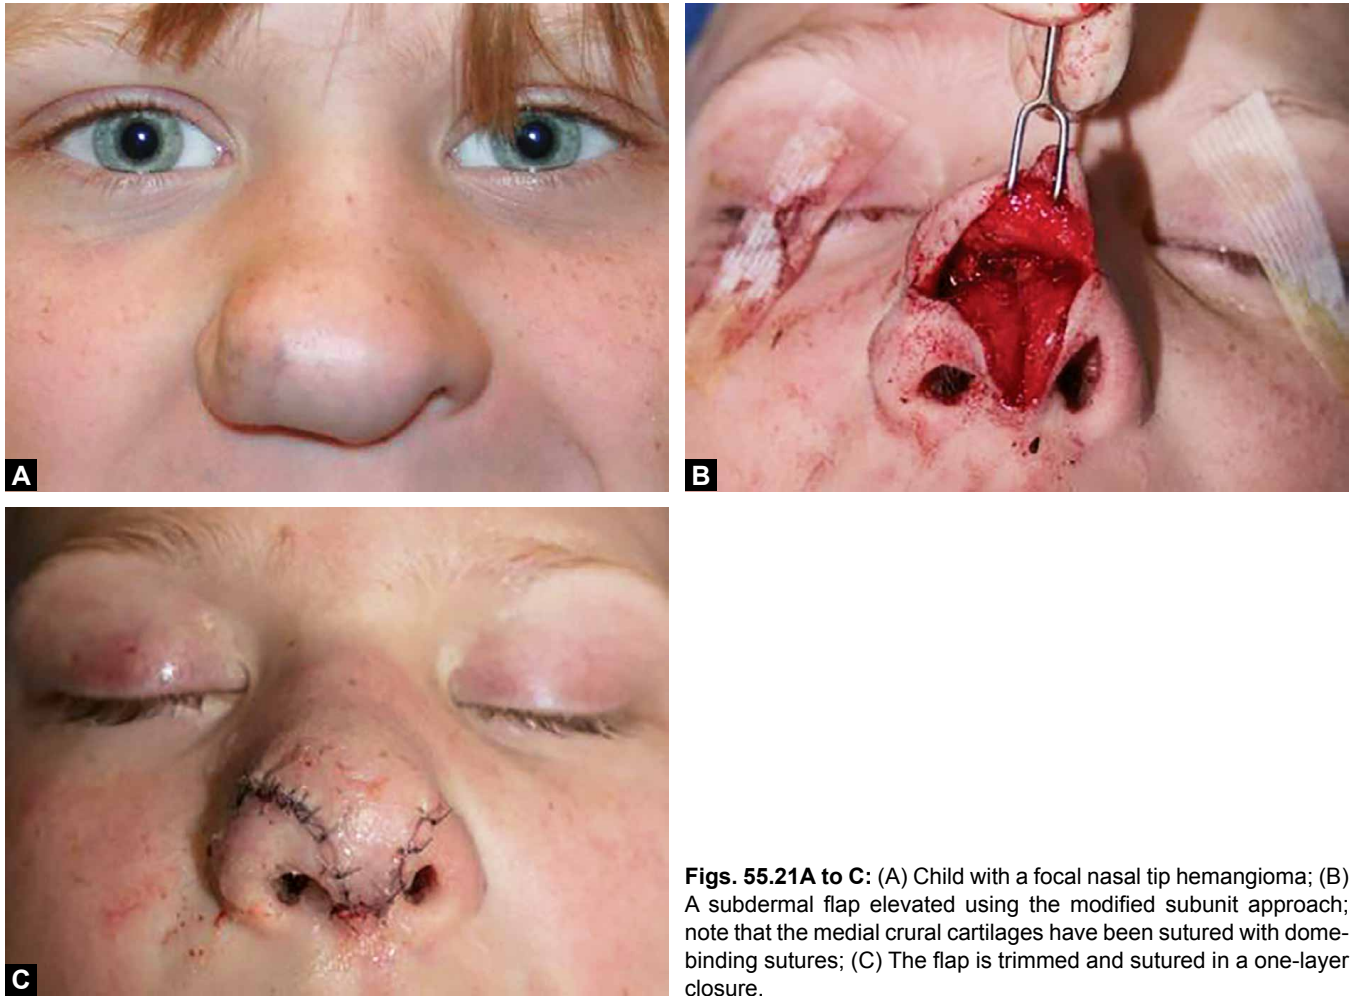 A
B
C
Figs. 55.21A to C: (A) Child with a focal nasal tip hemangioma; (B)
A subdermal flap elevated using the modified subunit approach;
note that the medial crural cartilages have been sutured with dome-
binding sutures; (C) The flap is trimmed and sutured in a one-layer
closure.